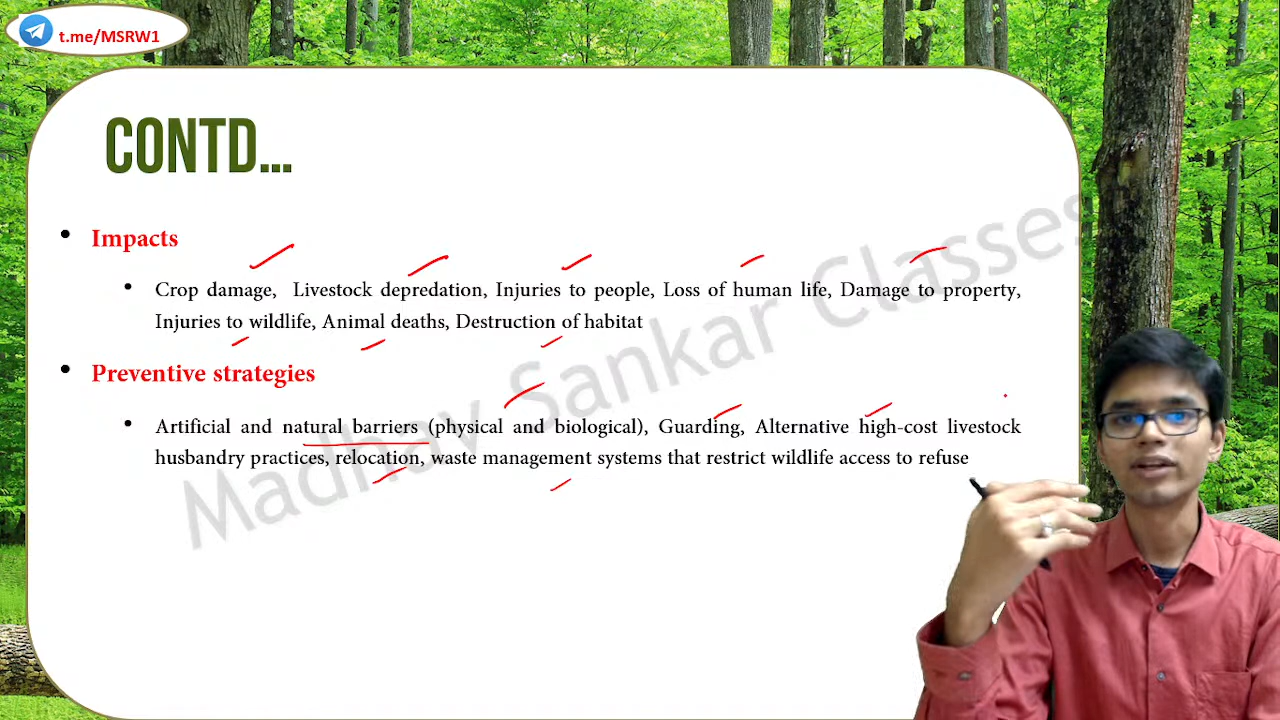 t.me/MSRW1
CONTD...
• Impacts
• Crop damage, Livestock depredation, Injuries to people, Loss of human life, Damage to property,
Injuries to wildlife, Animal deaths, Destruction of habitat
• Preventive strategies
• Artificial and natural barriers (physical and biological), Guarding, Alternative high-cost livestock
husbandry practices, relocation, waste management systems that restrict wildlife access to refuse
Madhav Sankar Classes